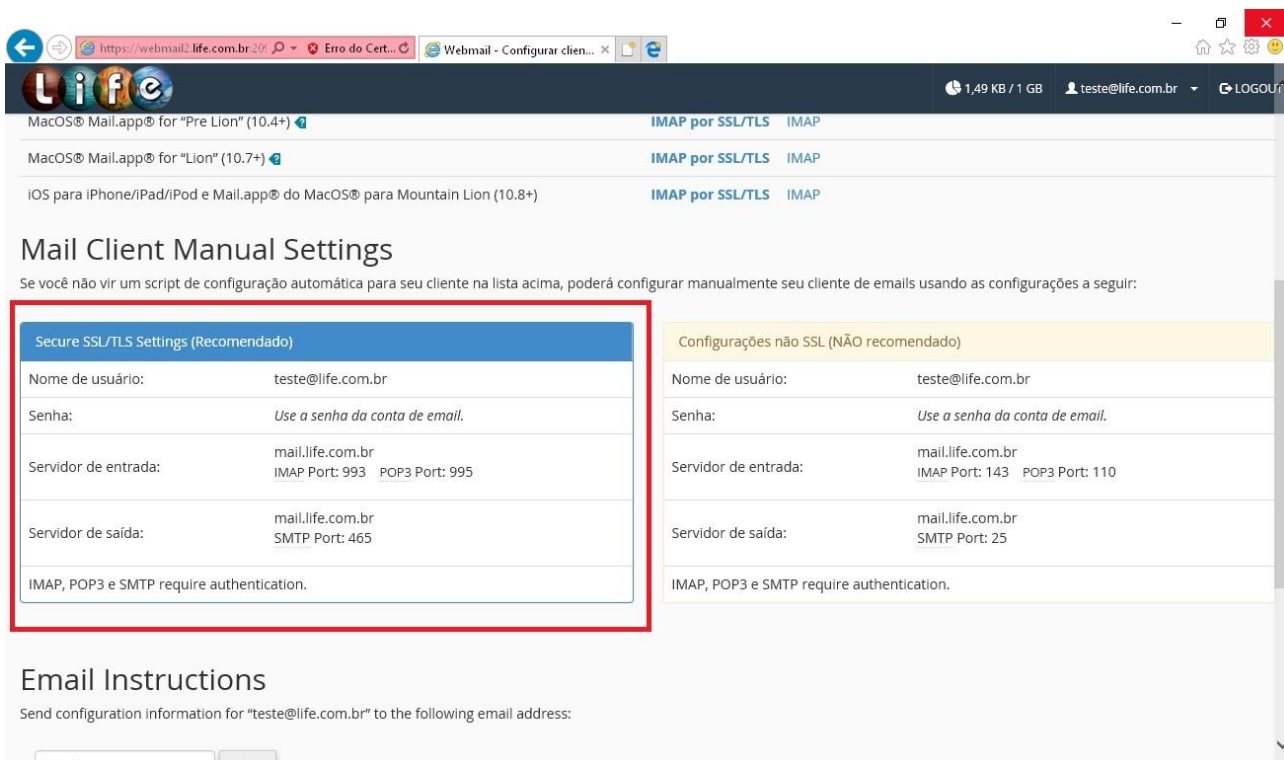 https://webmail2.life.com.br:209 Erro do Cert... Webmail - Configurar clien...
Life 1,49 KB / 1 GB teste@life.com.br LOGOUT
MacOS® Mail.app® for “Pre Lion” (10.4+) IMAP por SSL/TLS IMAP
MacOS® Mail.app® for “Lion” (10.7+) IMAP por SSL/TLS IMAP
iOS para iPhone/iPad/iPod e Mail.app® do MacOS® para Mountain Lion (10.8+) IMAP por SSL/TLS IMAP
Mail Client Manual Settings
Se você não vir um script de configuração automática para seu cliente na lista acima, poderá configurar manualmente seu cliente de emails usando as configurações a seguir:
Secure SSL/TLS Settings (Recomendado)
Nome de usuário: teste@life.com.br
Senha: Use a senha da conta de email.
Servidor de entrada: mail.life.com.br
IMAP Port: 993 POP3 Port: 995
Servidor de saída: mail.life.com.br
SMTP Port: 465
IMAP, POP3 e SMTP require authentication.
Configurações não SSL (NÃO recomendado)
Nome de usuário: teste@life.com.br
Senha: Use a senha da conta de email.
Servidor de entrada: mail.life.com.br
IMAP Port: 143 POP3 Port: 110
Servidor de saída: mail.life.com.br
SMTP Port: 25
IMAP, POP3 e SMTP require authentication.
Email Instructions
Send configuration information for “teste@life.com.br” to the following email address: